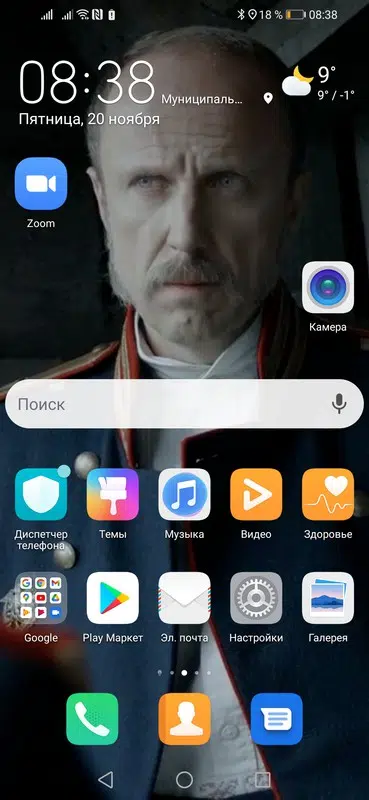 18 % 08:38
08:38
Муниципаль...
9°
9° / -1°
Пятница, 20 ноября
Zoom
Камера
Поиск
Диспетчер телефона
Темы
Музыка
Видео
Здоровье
Google
Play Маркет
Эл. почта
Настройки
Галерея